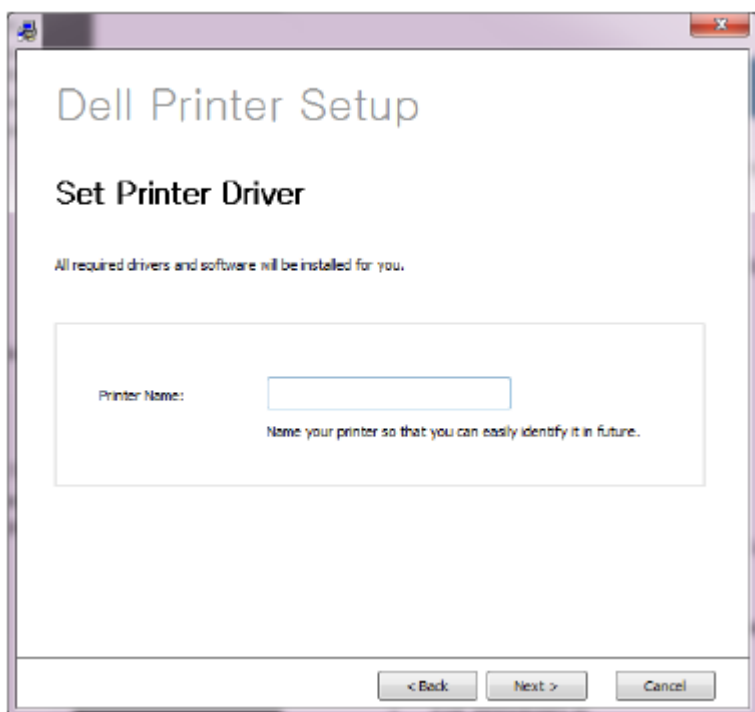 Dell Printer Setup
Set Printer Driver
All required drivers and software will be installed for you.
Printer Name:
Name your printer so that you can easily identify it in future.
< Back
Next >
Cancel